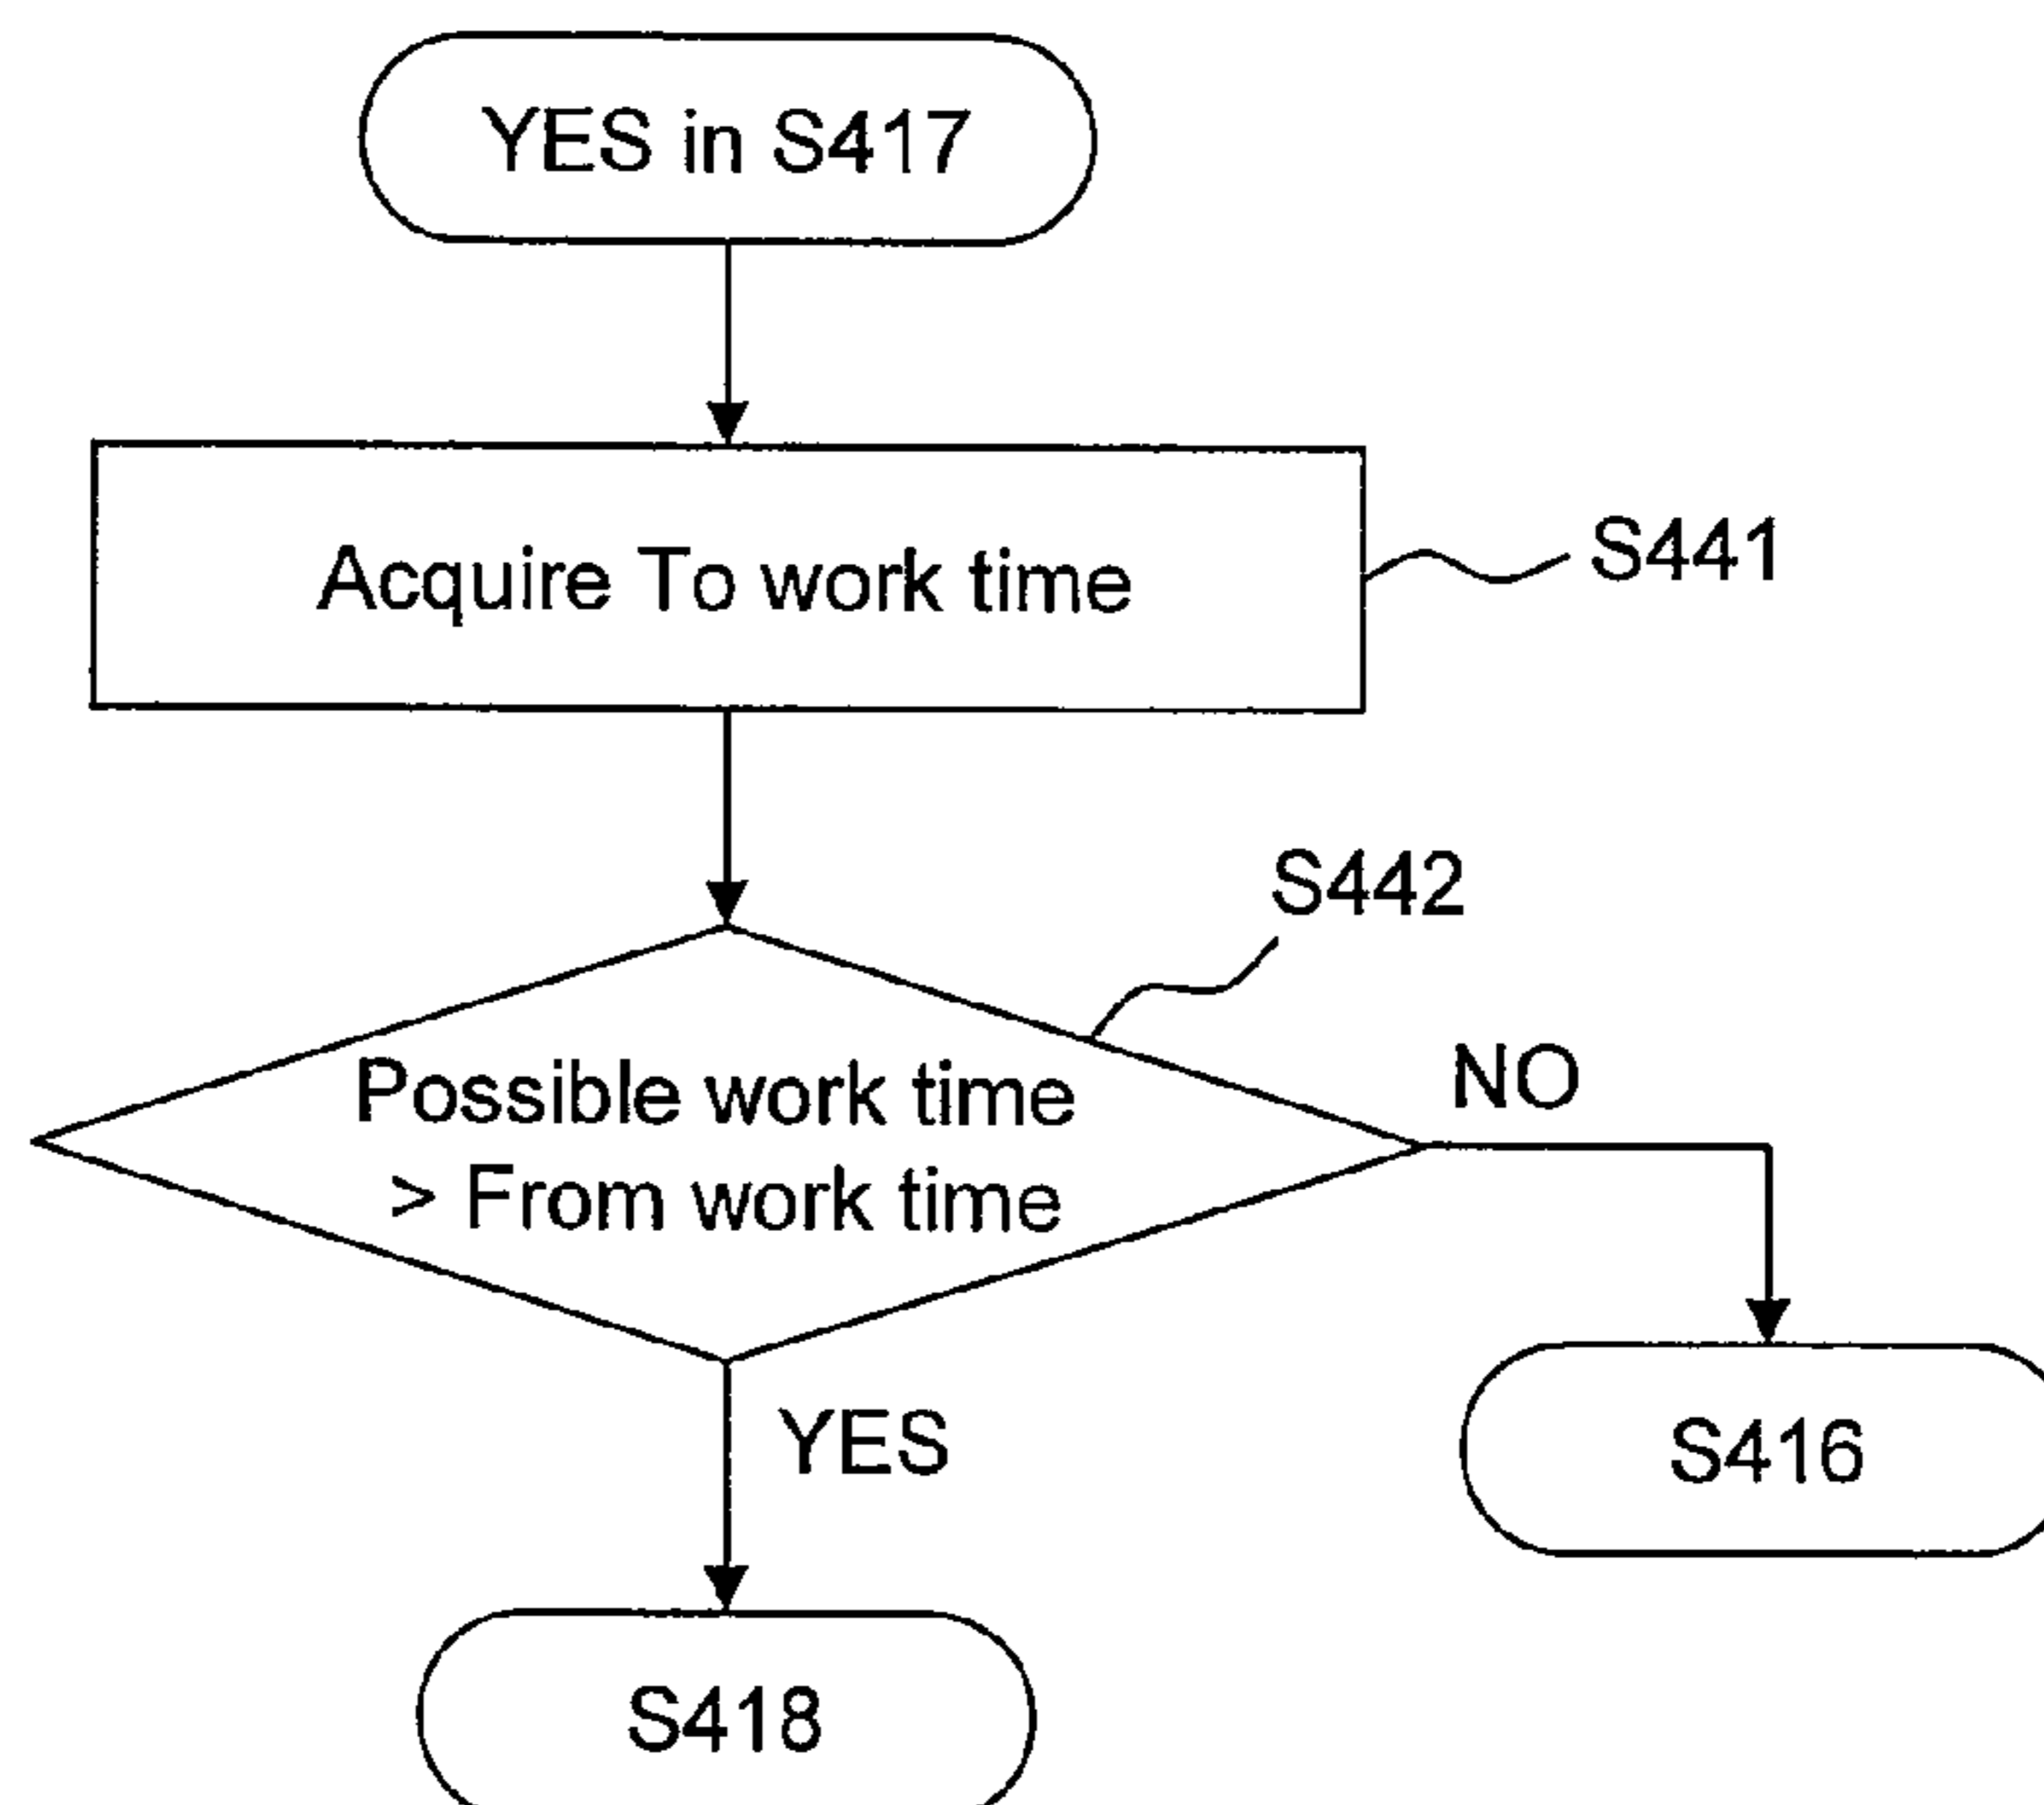 YES in S417
Acquire To work time
S441
S442
Possible work time
> From work time
NO
YES
S416
S418